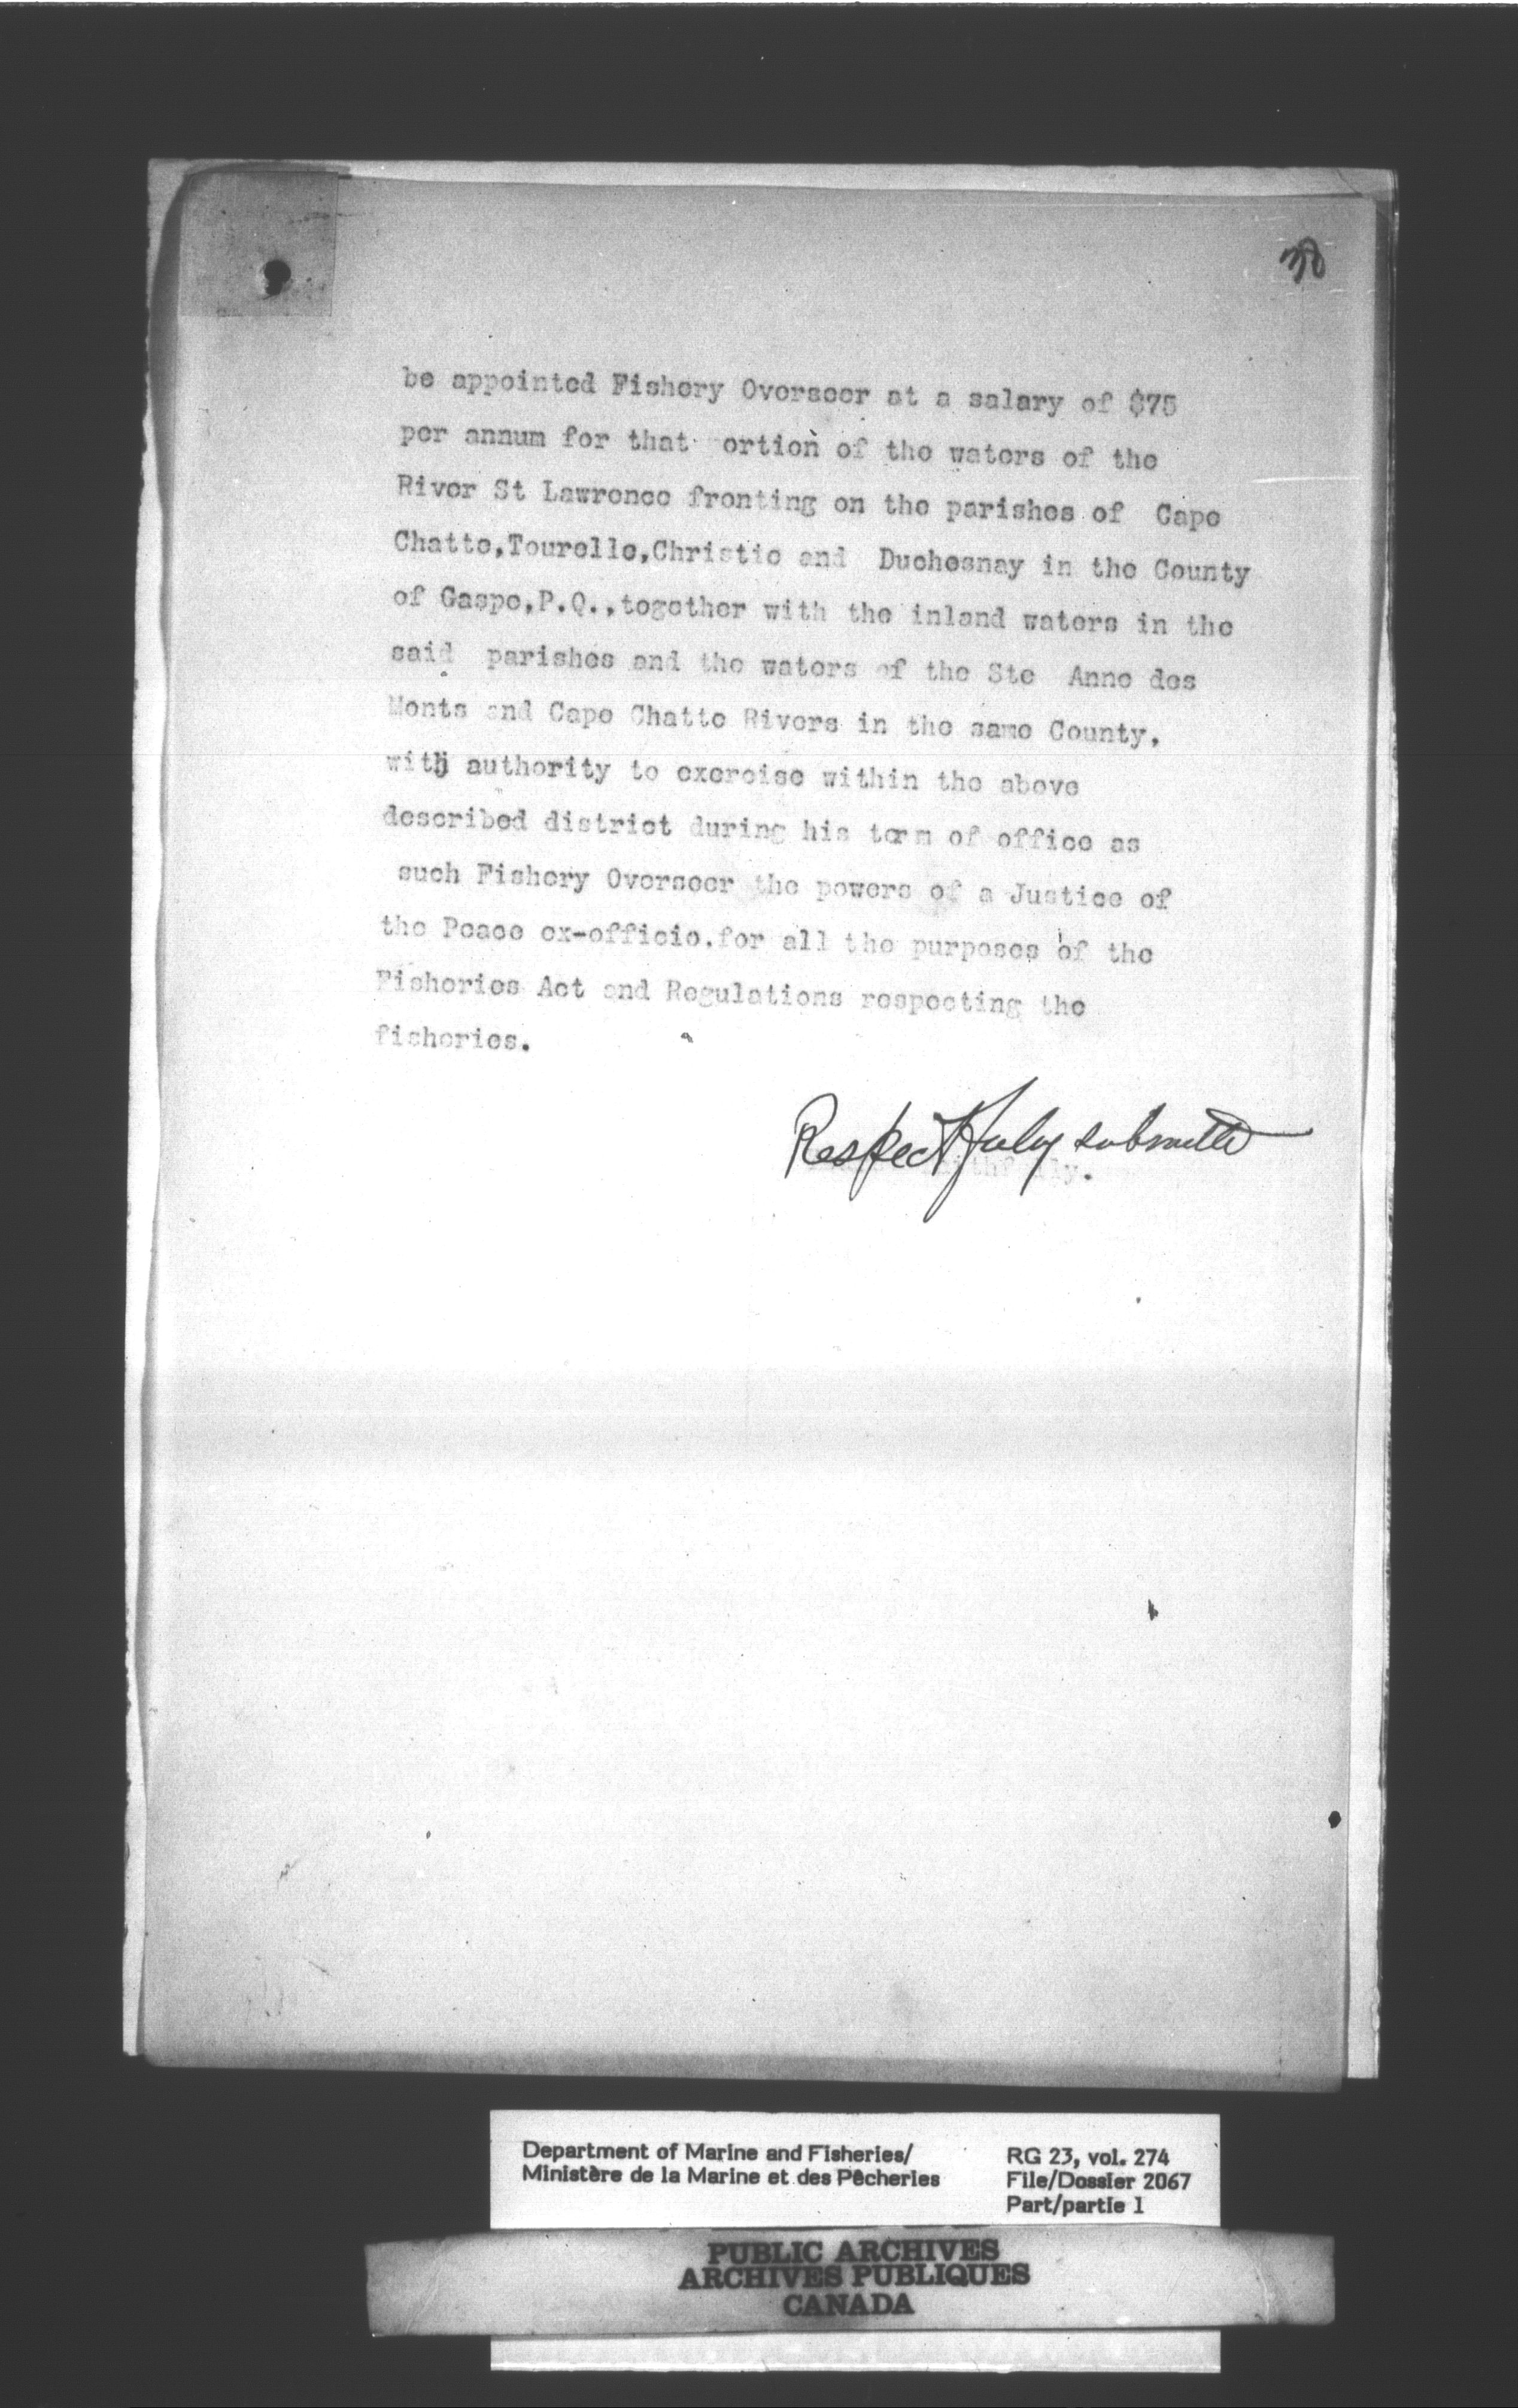 38
be appointed Fishery Overseer at a salary of $75
per annum for that ortion of the waters of the
River St Lawrence fronting on the parishes of Cape
Chatte,Tourelle,Christie and Duchesnay in the County
of Gaspe,P.Q.,together with the inland waters in the
said parishes and the waters of the Ste Anne des
Monts and Cape Chatte Rivers in the same County,
with authority to exercise within the above
described district during his term of office as
such Fishery Overseer the powers of a Justice of
the Peace ex-officio,for all the purposes of the
Fisheries Act and Regulations respecting the
fisheries.
Respectfully submitted
Department of Marine and Fisheries/
Ministère de la Marine et des Pêcheries
RG 23, vol. 274
File/Dossier 2067
Part/partie 1
PUBLIC ARCHIVES
ARCHIVES PUBLIQUES
CANADA